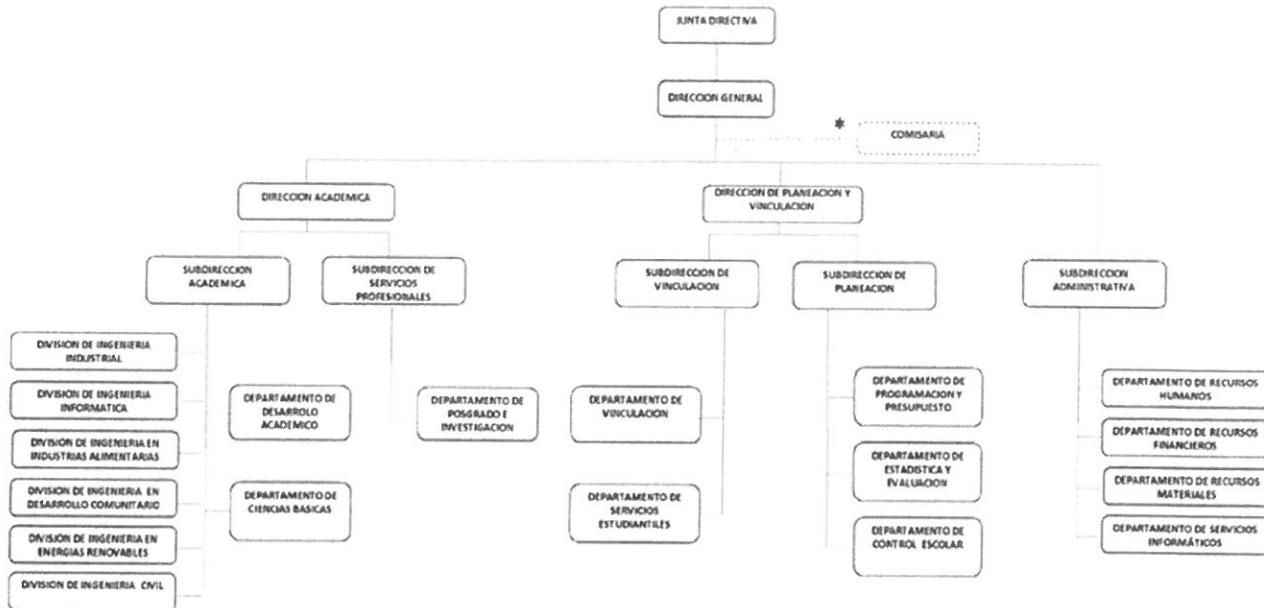 JUNTA DIRECTIVA
DIRECCION GENERAL
*
COMISARIA
DIRECCION ACADEMICA
DIRECCION DE PLANEACION Y
VINCULACION
SUBDIRECCION
ACADEMICA
SUBDIRECCION DE
SERVICIOS
PROFESIONALES
SUBDIRECCION DE
VINCULACION
SUBDIRECCION DE
PLANEACION
SUBDIRECCION
ADMINISTRATIVA
DIVISION DE INGENIERIA
INDUSTRIAL
DIVISION DE INGENIERIA
INFORMATICA
DIVISION DE INGENIERIA EN
INDUSTRIAS ALIMENTARIAS
DIVISION DE INGENIERIA EN
DESARROLLO COMUNITARIO
DIVISION DE INGENIERIA EN
ENERGIAS RENOVABLES
DIVISION DE INGENIERIA CIVIL
DEPARTAMENTO DE
DESARROLO
ACADEMICO
DEPARTAMENTO DE
CIENCIAS BASICAS
DEPARTAMENTO DE
POSGRADO E
INVESTIGACION
DEPARTAMENTO DE
VINCULACION
DEPARTAMENTO DE
SERVICIOS
ESTUDIANTILES
DEPARTAMENTO DE
PROGRAMACION Y
PRESUPUESTO
DEPARTAMENTO DE
ESTADISTICA Y
EVALUACION
DEPARTAMENTO DE
CONTROL ESCOLAR
DEPARTAMENTO DE RECURSOS
HUMANOS
DEPARTAMENTO DE RECURSOS
FINANCIEROS
DEPARTAMENTO DE RECURSOS
MATERIALES
DEPARTAMENTO DE SERVICIOS
INFORMÁTICOS